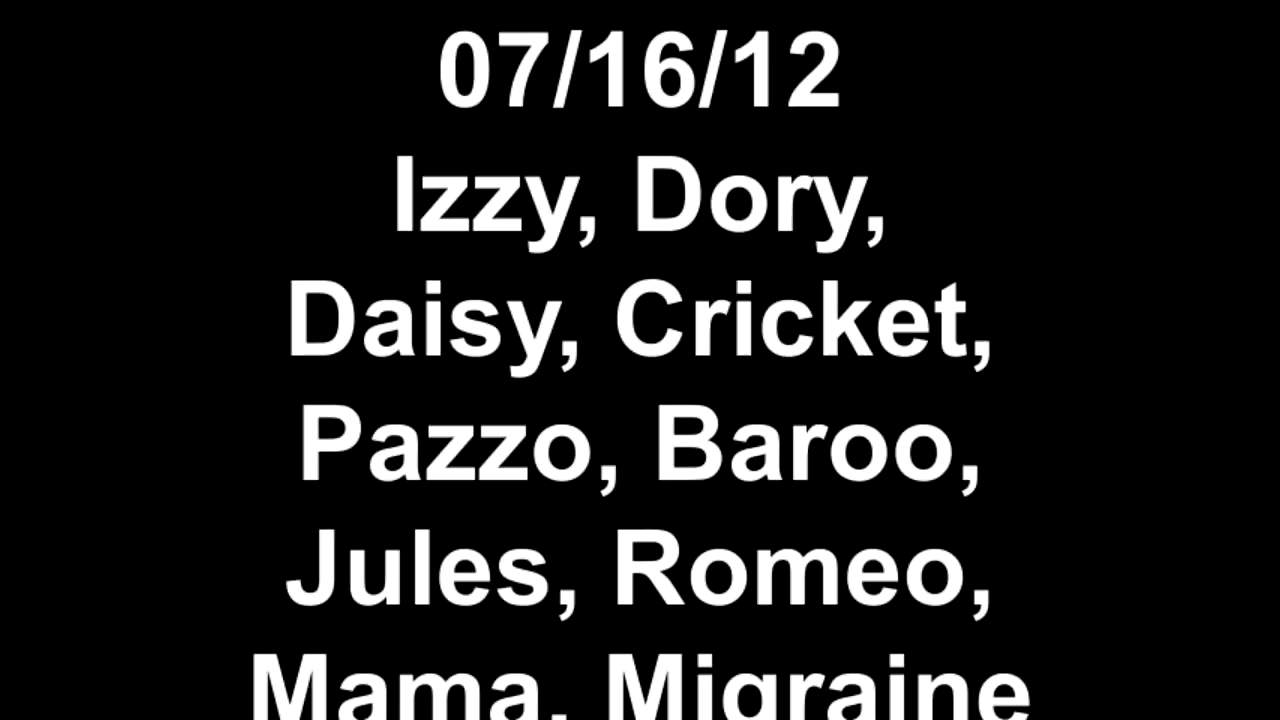 07/16/12
Izzy, Dory,
Daisy, Cricket,
Pazzo, Baroo,
Jules, Romeo,
Mama, Migraine